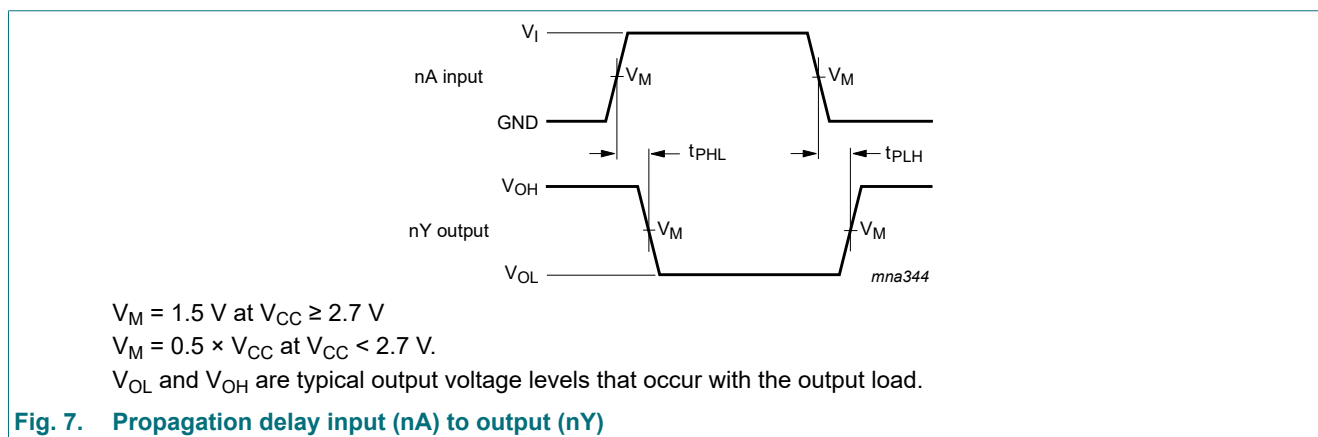 VI
nA input
VM
VM
GND
tPHL
tPLH
VOH
nY output
VM
VM
VOL
mna344
VM = 1.5 V at VCC ≥ 2.7 V
VM = 0.5 × VCC at VCC < 2.7 V.
VOL and VOH are typical output voltage levels that occur with the output load.
Fig. 7. Propagation delay input (nA) to output (nY)